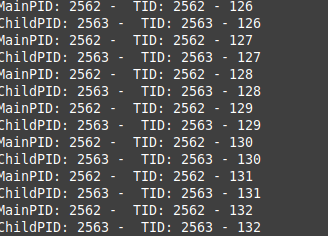 MainPID: 2562 -  TID: 2562 - 126
ChildPID: 2563 -  TID: 2563 - 126
MainPID: 2562 -  TID: 2562 - 127
ChildPID: 2563 -  TID: 2563 - 127
MainPID: 2562 -  TID: 2562 - 128
ChildPID: 2563 -  TID: 2563 - 128
MainPID: 2562 -  TID: 2562 - 129
ChildPID: 2563 -  TID: 2563 - 129
MainPID: 2562 -  TID: 2562 - 130
ChildPID: 2563 -  TID: 2563 - 130
MainPID: 2562 -  TID: 2562 - 131
ChildPID: 2563 -  TID: 2563 - 131
MainPID: 2562 -  TID: 2562 - 132
ChildPID: 2563 -  TID: 2563 - 132